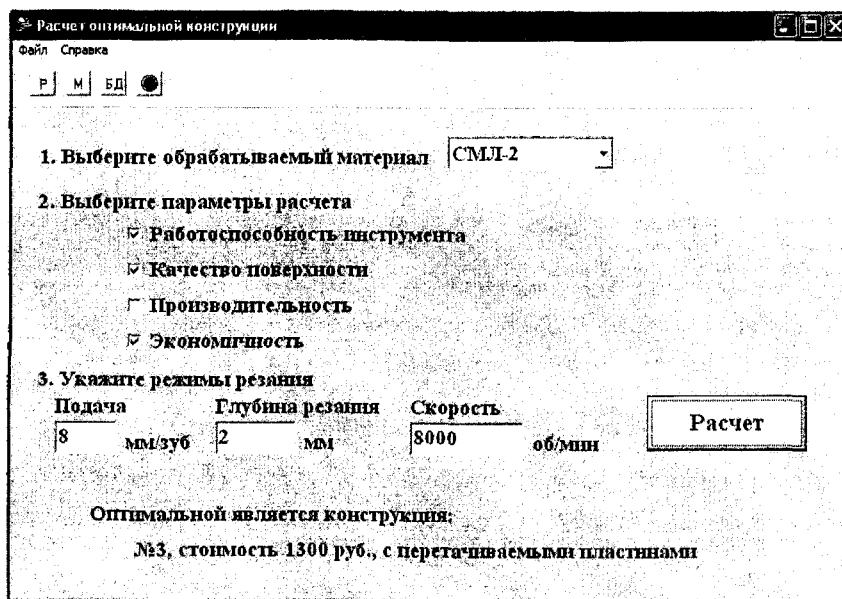 Расчет оптимальной конструкции
Файл Справка
Р М БД
1. Выберите обрабатываемый материал СМЛ-2
2. Выберите параметры расчета
Работоспособность инструмента
Качество поверхности
Производительность
Экономичность
3. Укажите режимы резания
Подача Глубина резания Скорость
8 мм/зуб 2 мм 8000 об/мин
Расчет
Оптимальной является конструкция:
№3, стоимость 1300 руб., с перетачиваемыми пластинами